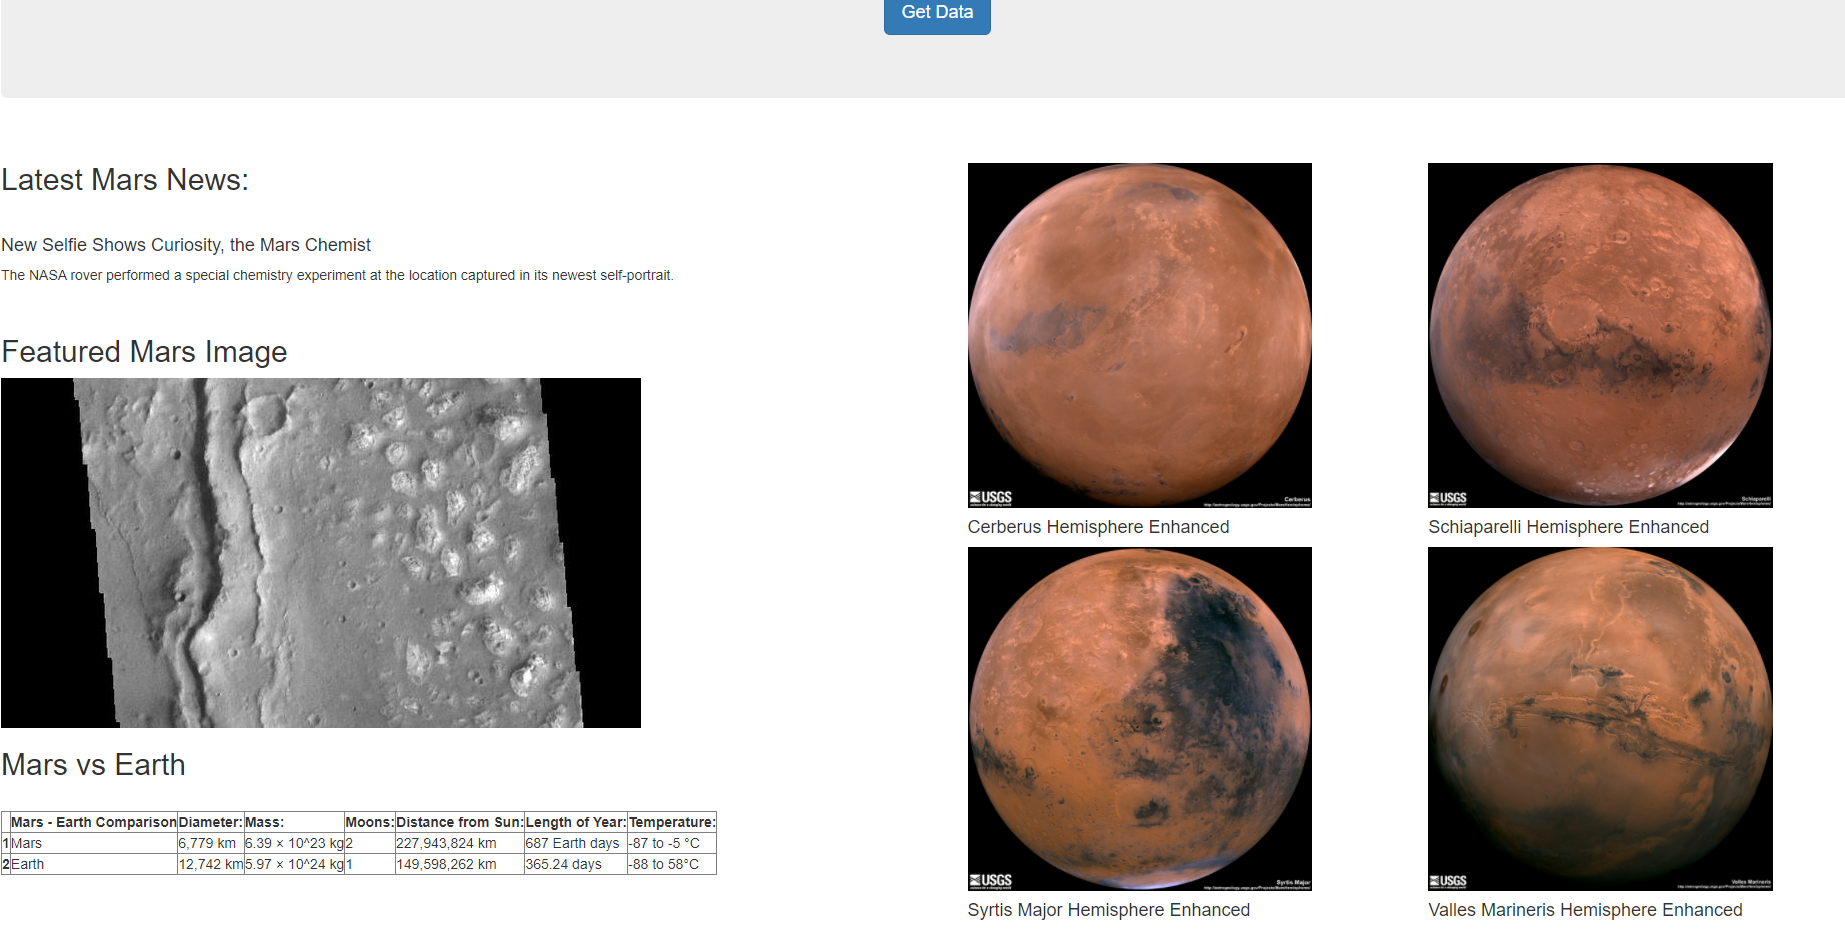 Get Data
Latest Mars News:
New Selfie Shows Curiosity, the Mars Chemist
The NASA rover performed a special chemistry experiment at the location captured in its newest self-portrait.
Featured Mars Image
Mars vs Earth
Mars - Earth Comparison Diameter: Mass: Moons: Distance from Sun: Length of Year: Temperature:
1 Mars 6,779 km 6.39 × 10^23 kg 2 227,943,824 km 687 Earth days -87 to -5 °C
2 Earth 12,742 km 5.97 × 10^24 kg 1 149,598,262 km 365.24 days -88 to 58°C
USGS
Cerberus
Cerberus Hemisphere Enhanced
USGS
Schiaparelli
Schiaparelli Hemisphere Enhanced
USGS
Syrtis Major
Syrtis Major Hemisphere Enhanced
USGS
Valles Marineris
Valles Marineris Hemisphere Enhanced